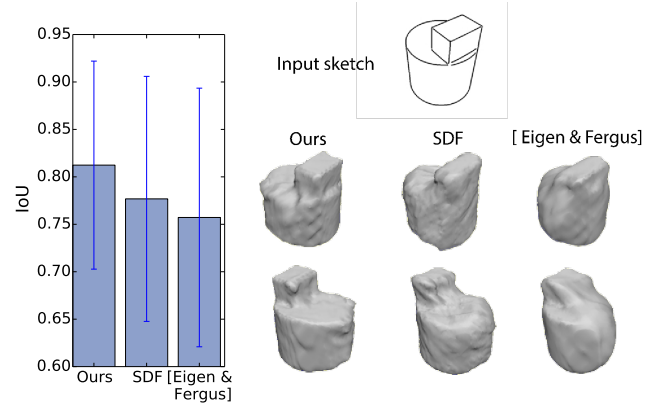 0.95
0.90
0.85
0.80
0.75
0.70
0.65
0.60
IoU
Ours
SDF
[Eigen &
Fergus]
Input sketch
Ours
SDF
[ Eigen & Fergus]